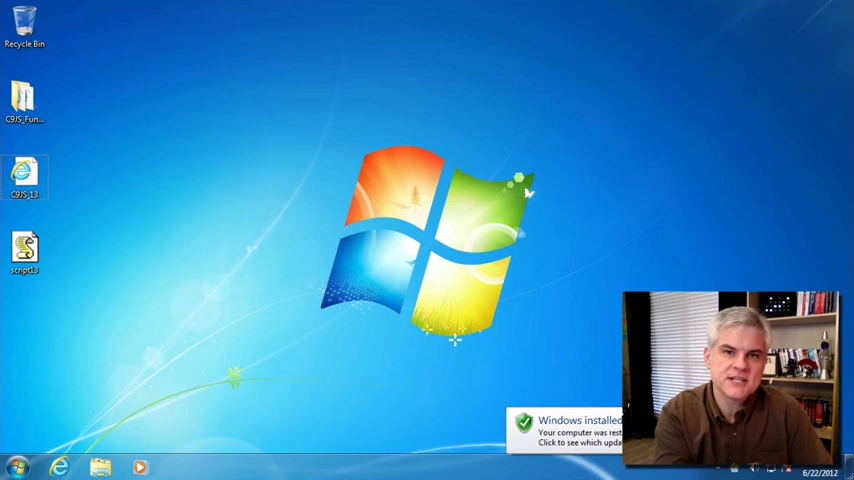 Recycle Bin
C9JS_Fun...
C9JS_13
script13
Windows installed
Your computer was rest
Click to see which upda
6/22/2012